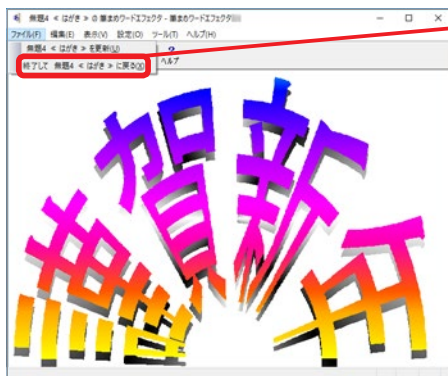 無題4 < はがき > の 筆まめワードエフェクタ - 筆まめワードエフェクタ
ファイル(F) 編集(E) 表示(V) 設定(O) ツール(T) ヘルプ(H)
無題4 < はがき > を更新(U)
終了して 無題4 < はがき > に戻る(X)
ヘルプ
謹賀新年